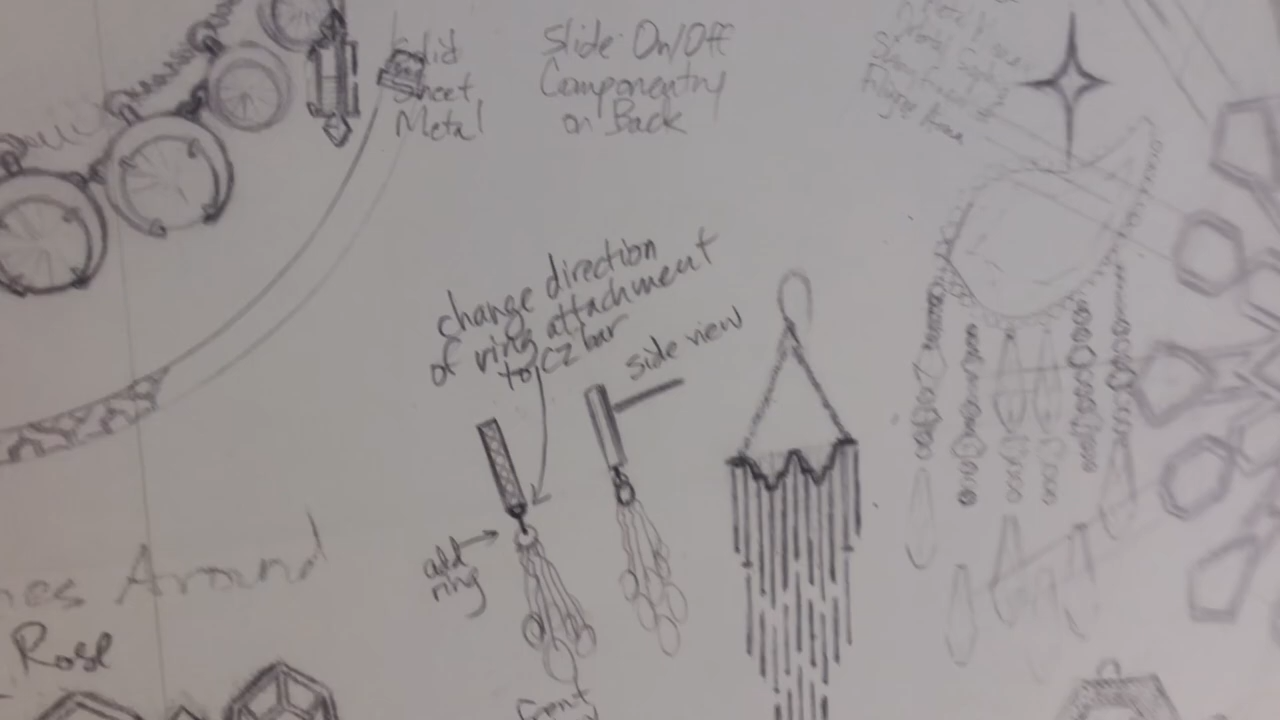 Solid
Sheet
Metal
Slide On/Off
Componentry
on Back
change direction
of ring attachment
to CZ bar
side view
add
ring
Around
Rose
Front